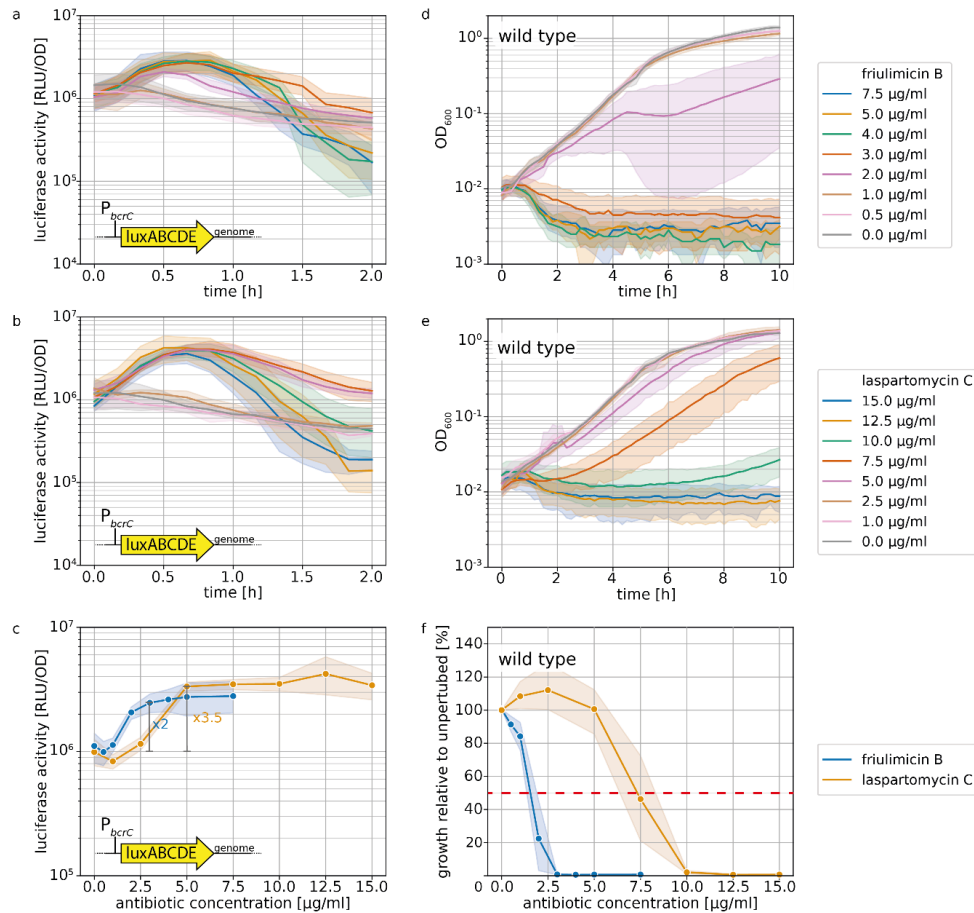 a
10⁷
10⁶
10⁵
10⁴
luciferase activity [RLU/OD]
P_bcrC
luxABCDE
genome
0.0 0.5 1.0 1.5 2.0
time [h]
d
wild type
10⁰
10⁻¹
10⁻²
10⁻³
OD₆₀₀
0 2 4 6 8 10
time [h]
friulimicin B
7.5 µg/ml
5.0 µg/ml
4.0 µg/ml
3.0 µg/ml
2.0 µg/ml
1.0 µg/ml
0.5 µg/ml
0.0 µg/ml
b
10⁷
10⁶
10⁵
10⁴
luciferase activity [RLU/OD]
P_bcrC
luxABCDE
genome
0.0 0.5 1.0 1.5 2.0
time [h]
e
wild type
10⁰
10⁻¹
10⁻²
10⁻³
OD₆₀₀
0 2 4 6 8 10
time [h]
laspartomycin C
15.0 µg/ml
12.5 µg/ml
10.0 µg/ml
7.5 µg/ml
5.0 µg/ml
2.5 µg/ml
1.0 µg/ml
0.0 µg/ml
c
10⁷
10⁶
10⁵
luciferase acivity [RLU/OD]
x2
x3.5
P_bcrC
luxABCDE
genome
0.0 2.5 5.0 7.5 10.0 12.5 15.0
antibiotic concentration [µg/ml]
f
wild type
140
120
100
80
60
40
20
0
growth relative to unpertubed [%]
0.0 2.5 5.0 7.5 10.0 12.5 15.0
antibiotic concentration [µg/ml]
friulimicin B
laspartomycin C